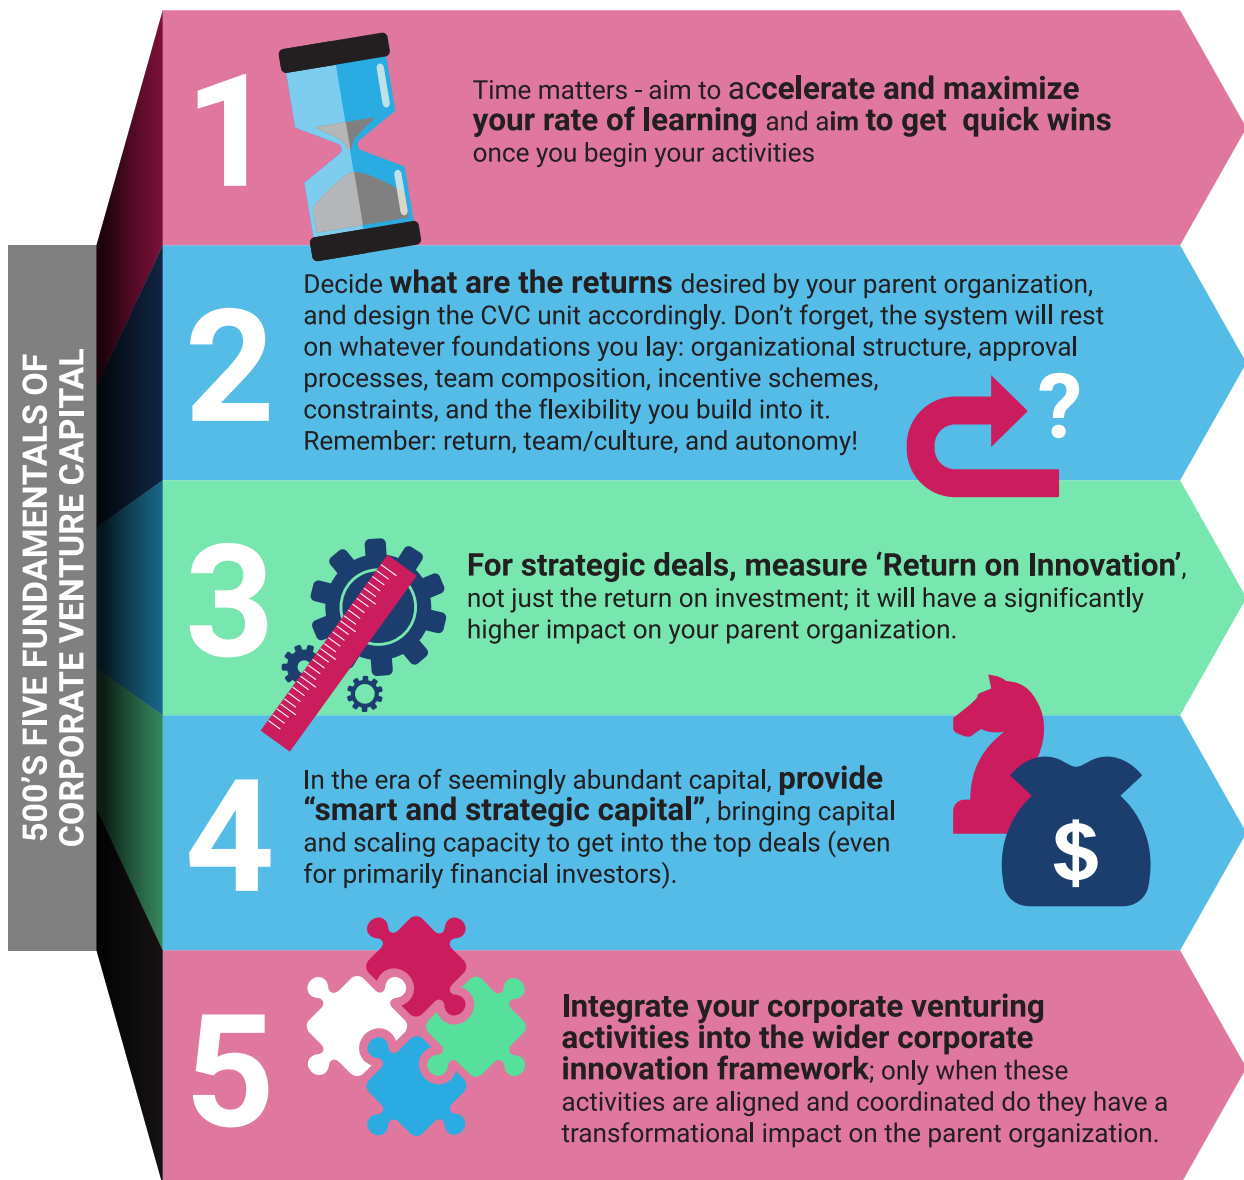 500'S FIVE FUNDAMENTALS OF
CORPORATE VENTURE CAPITAL
1
Time matters - aim to accelerate and maximize
your rate of learning and aim to get  quick wins
once you begin your activities
2
Decide what are the returns desired by your parent organization,
and design the CVC unit accordingly. Don't forget, the system will rest
on whatever foundations you lay: organizational structure, approval
processes, team composition, incentive schemes,
constraints, and the flexibility you build into it.
Remember: return, team/culture, and autonomy!
?
3
For strategic deals, measure ‘Return on Innovation’,
not just the return on investment; it will have a significantly
higher impact on your parent organization.
4
In the era of seemingly abundant capital, provide
“smart and strategic capital”, bringing capital
and scaling capacity to get into the top deals (even
for primarily financial investors).
$
5
Integrate your corporate venturing
activities into the wider corporate
innovation framework; only when these
activities are aligned and coordinated do they have a
transformational impact on the parent organization.